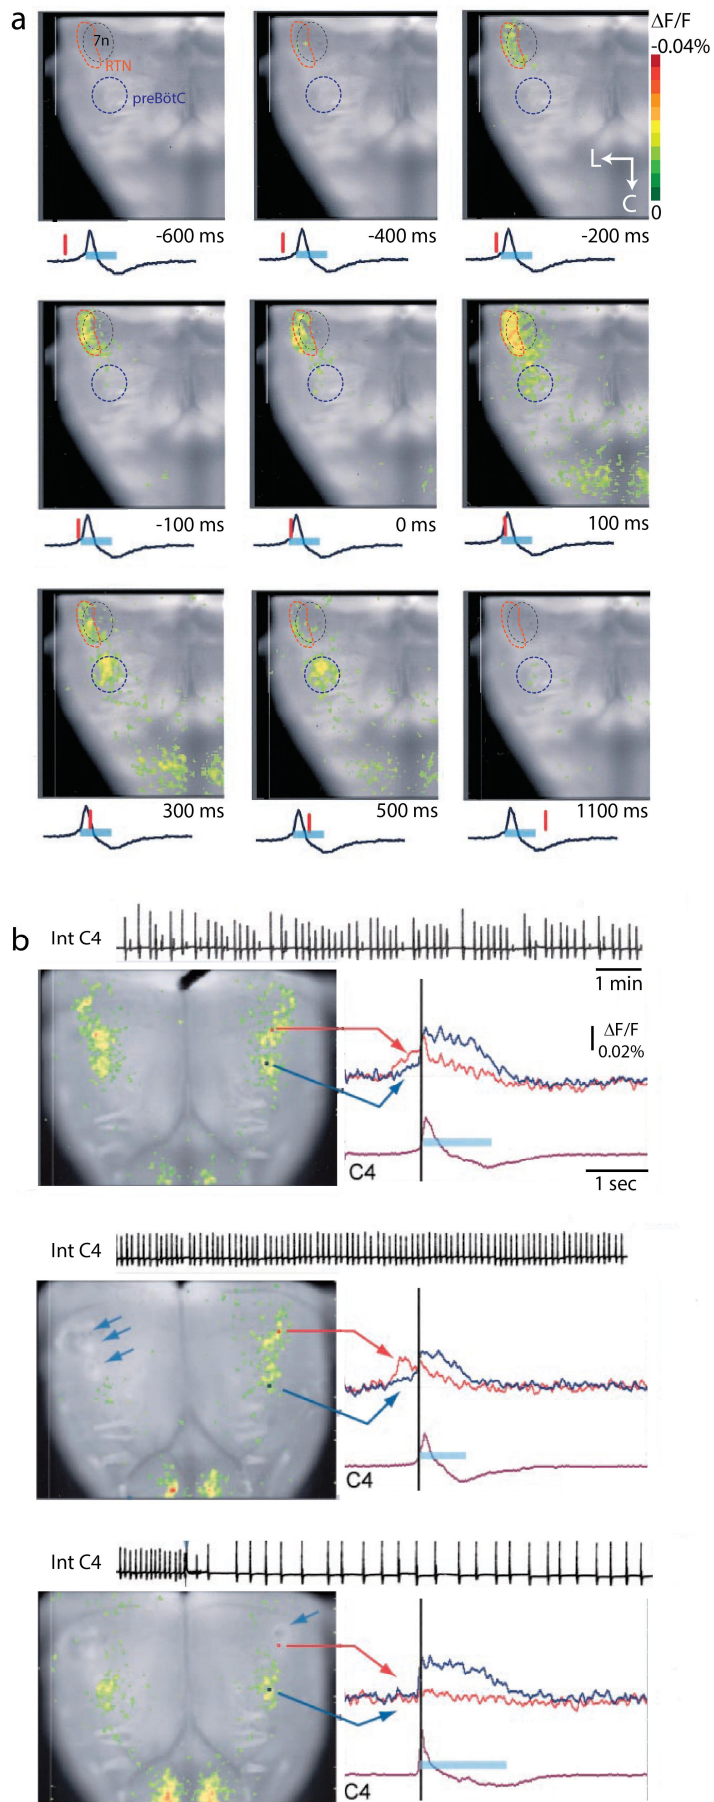 a
ΔF/F
-0.04%
7n
RTN
preBötC
L
C
0
-600 ms
-400 ms
-200 ms
-100 ms
0 ms
100 ms
300 ms
500 ms
1100 ms
b
Int C4
1 min
ΔF/F
0.02%
C4
1 sec
Int C4
C4
Int C4
C4